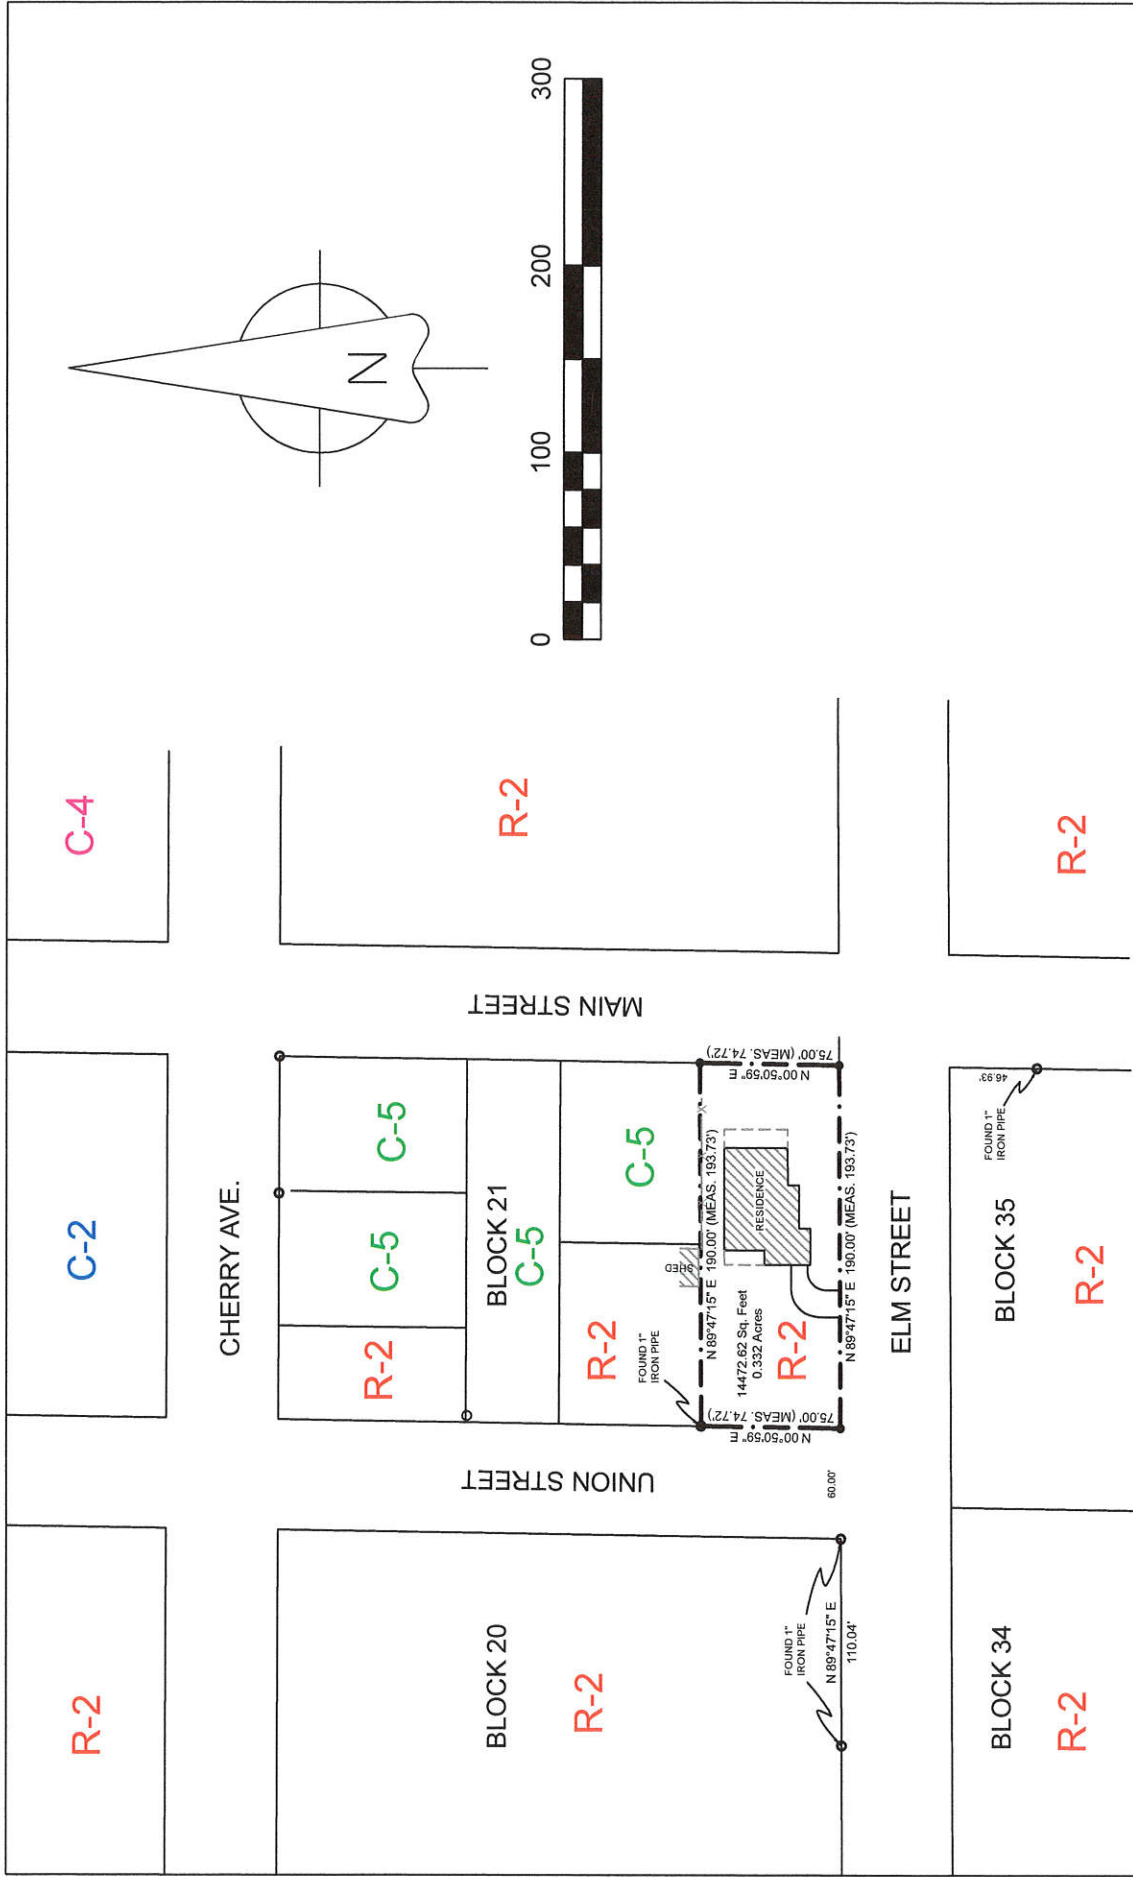 R-2
C-2
C-4
CHERRY AVE.
N
0
100
200
300
BLOCK 20
R-2
UNION STREET
R-2
C-5
C-5
BLOCK 21
C-5
R-2
C-5
FOUND 1"
IRON PIPE
SHED
MAIN STREET
R-2
N 89°47'15" E 190.00' (MEAS. 193.73')
N 00°50'59" E
75.00' (MEAS. 74.72')
14472.62 Sq. Feet
0.332 Acres
R-2
RESIDENCE
N 00°50'59" E
75.00' (MEAS. 74.72')
N 89°47'15" E 190.00' (MEAS. 193.73')
FOUND 1"
IRON PIPE
N 89°47'15" E
110.04'
60.00'
ELM STREET
BLOCK 34
R-2
BLOCK 35
R-2
FOUND 1"
IRON PIPE
46.93'
R-2